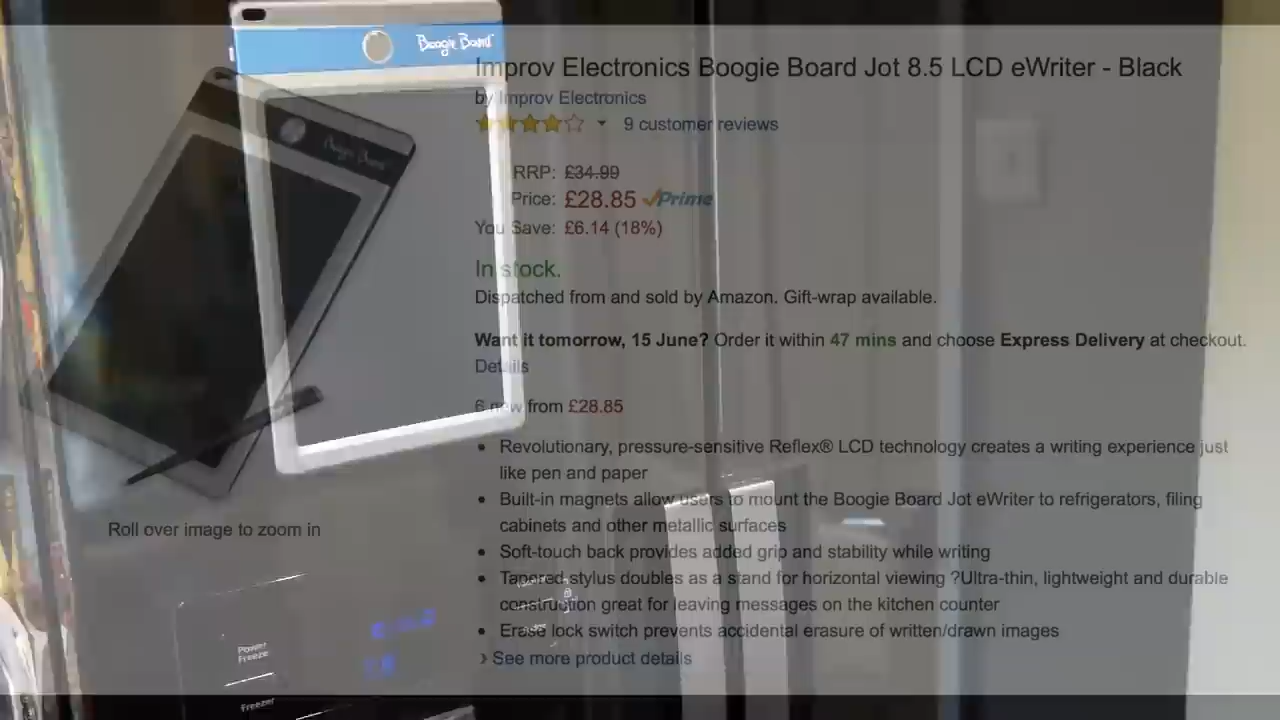 Boogie Board
Boogie Board
Improv Electronics Boogie Board Jot 8.5 LCD eWriter - Black
by Improv Electronics
9 customer reviews
RRP: £34.99
Price: £28.85 Prime
You Save: £6.14 (18%)
In stock.
Dispatched from and sold by Amazon. Gift-wrap available.
Want it tomorrow, 15 June? Order it within 47 mins and choose Express Delivery at checkout.
Details
6 new from £28.85
• Revolutionary, pressure-sensitive Reflex® LCD technology creates a writing experience just
like pen and paper
• Built-in magnets allow users to mount the Boogie Board Jot eWriter to refrigerators, filing
cabinets and other metallic surfaces
• Soft-touch back provides added grip and stability while writing
• Tapered stylus doubles as a stand for horizontal viewing ?Ultra-thin, lightweight and durable
construction great for leaving messages on the kitchen counter
• Erase lock switch prevents accidental erasure of written/drawn images
› See more product details
Roll over image to zoom in
Power
Freeze
Freezer